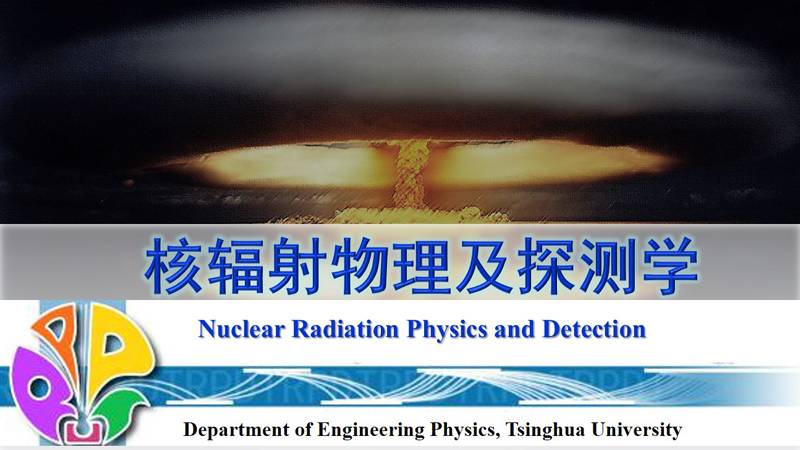 核辐射物理及探测学
Nuclear Radiation Physics and Detection
Department of Engineering Physics, Tsinghua University